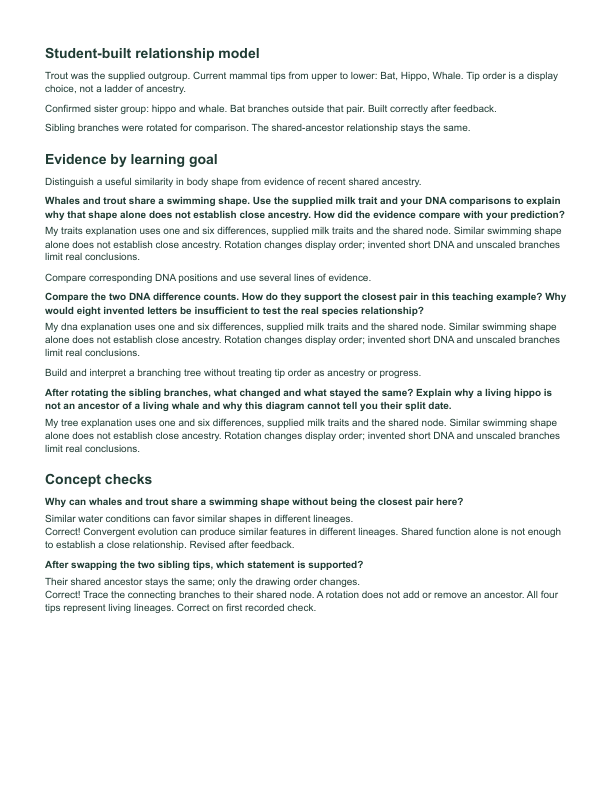 Student-built relationship model
Trout was the supplied outgroup. Current mammal tips from upper to lower: Bat, Hippo, Whale. Tip order is a display
choice, not a ladder of ancestry.
Confirmed sister group: hippo and whale. Bat branches outside that pair. Built correctly after feedback.
Sibling branches were rotated for comparison. The shared-ancestor relationship stays the same.
Evidence by learning goal
Distinguish a useful similarity in body shape from evidence of recent shared ancestry.
Whales and trout share a swimming shape. Use the supplied milk trait and your DNA comparisons to explain
why that shape alone does not establish close ancestry. How did the evidence compare with your prediction?
My traits explanation uses one and six differences, supplied milk traits and the shared node. Similar swimming shape
alone does not establish close ancestry. Rotation changes display order; invented short DNA and unscaled branches
limit real conclusions.
Compare corresponding DNA positions and use several lines of evidence.
Compare the two DNA difference counts. How do they support the closest pair in this teaching example? Why
would eight invented letters be insufficient to test the real species relationship?
My dna explanation uses one and six differences, supplied milk traits and the shared node. Similar swimming shape
alone does not establish close ancestry. Rotation changes display order; invented short DNA and unscaled branches
limit real conclusions.
Build and interpret a branching tree without treating tip order as ancestry or progress.
After rotating the sibling branches, what changed and what stayed the same? Explain why a living hippo is
not an ancestor of a living whale and why this diagram cannot tell you their split date.
My tree explanation uses one and six differences, supplied milk traits and the shared node. Similar swimming shape
alone does not establish close ancestry. Rotation changes display order; invented short DNA and unscaled branches
limit real conclusions.
Concept checks
Why can whales and trout share a swimming shape without being the closest pair here?
Similar water conditions can favor similar shapes in different lineages.
Correct! Convergent evolution can produce similar features in different lineages. Shared function alone is not enough
to establish a close relationship. Revised after feedback.
After swapping the two sibling tips, which statement is supported?
Their shared ancestor stays the same; only the drawing order changes.
Correct! Trace the connecting branches to their shared node. A rotation does not add or remove an ancestor. All four
tips represent living lineages. Correct on first recorded check.